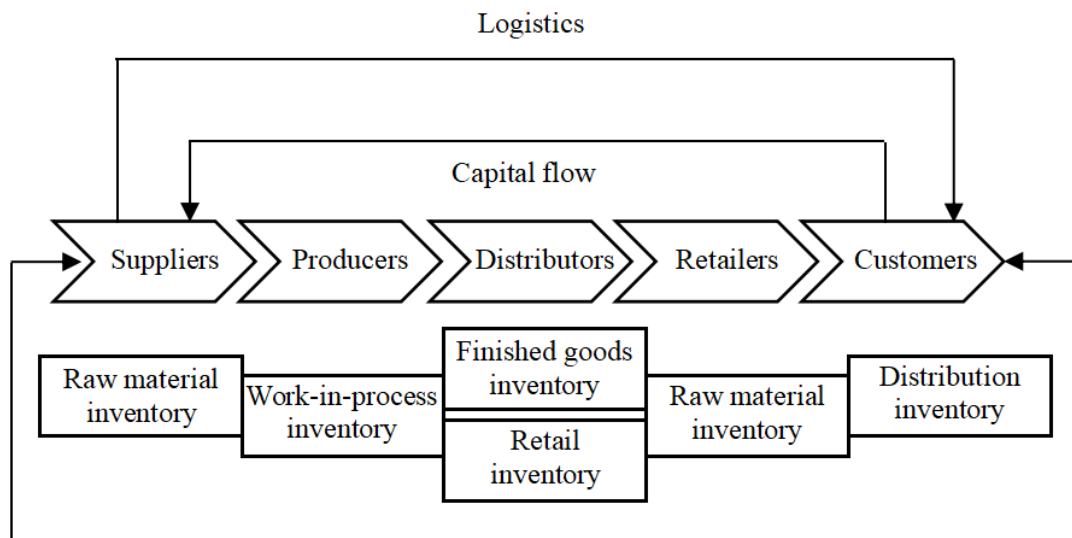 Logistics
Capital flow
Suppliers
Producers
Distributors
Retailers
Customers
Raw material
inventory
Work-in-process
inventory
Finished goods
inventory
Retail
inventory
Raw material
inventory
Distribution
inventory